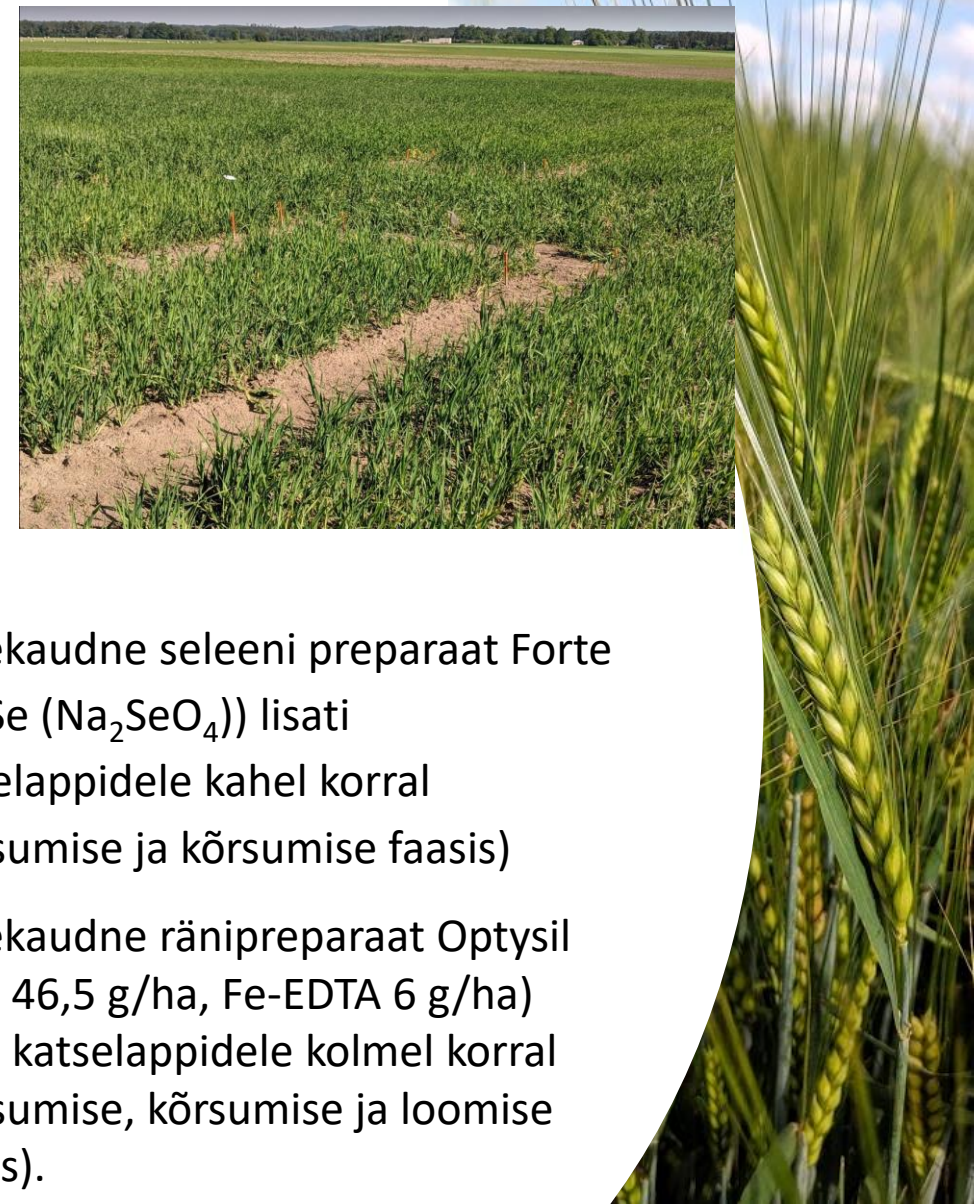 ekaudne seleeni preparaat Forte
Se (Na₂SeO₄)) lisati
elappidele kahel korral
sumise ja kõrsumise faasis)
ekaudne ränipreparaat Optysil
46,5 g/ha, Fe-EDTA 6 g/ha)
katselappidele kolmel korral
sumise, kõrsumise ja loomise
s).